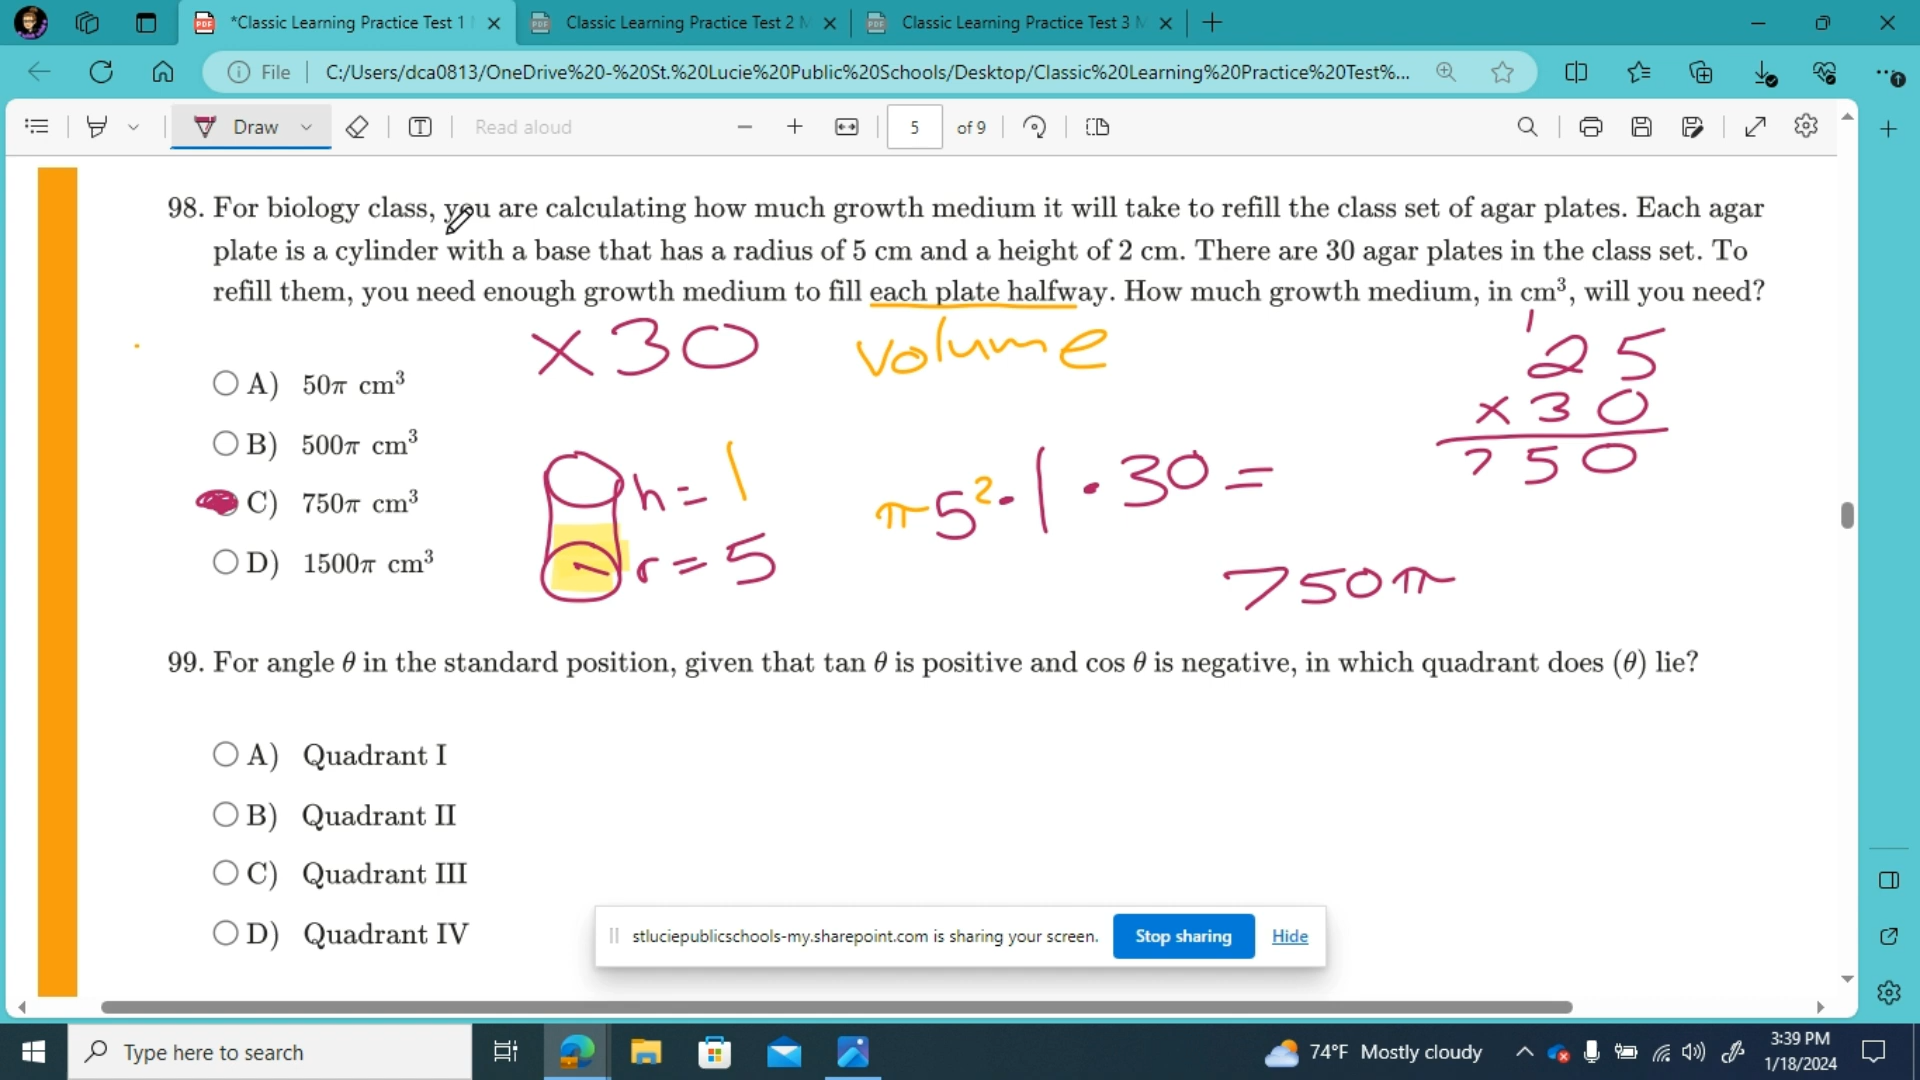 *Classic Learning Practice Test 1
Classic Learning Practice Test 2 M
Classic Learning Practice Test 3 M
File
C:/Users/dca0813/OneDrive%20-%20St.%20Lucie%20Public%20Schools/Desktop/Classic%20Learning%20Practice%20Test%...
Draw
Read aloud
5 of 9
98. For biology class, you are calculating how much growth medium it will take to refill the class set of agar plates. Each agar
plate is a cylinder with a base that has a radius of 5 cm and a height of 2 cm. There are 30 agar plates in the class set. To
refill them, you need enough growth medium to fill each plate halfway. How much growth medium, in cm³, will you need?
x30
volume
1
25
x30
750
A) 50π cm³
B) 500π cm³
C) 750π cm³
D) 1500π cm³
h = 1
r = 5
π5²·1·30=
750π
99. For angle θ in the standard position, given that tan θ is positive and cos θ is negative, in which quadrant does (θ) lie?
A) Quadrant I
B) Quadrant II
C) Quadrant III
D) Quadrant IV
stluciepublicschools-my.sharepoint.com is sharing your screen.
Stop sharing
Hide
Type here to search
74°F Mostly cloudy
3:39 PM
1/18/2024